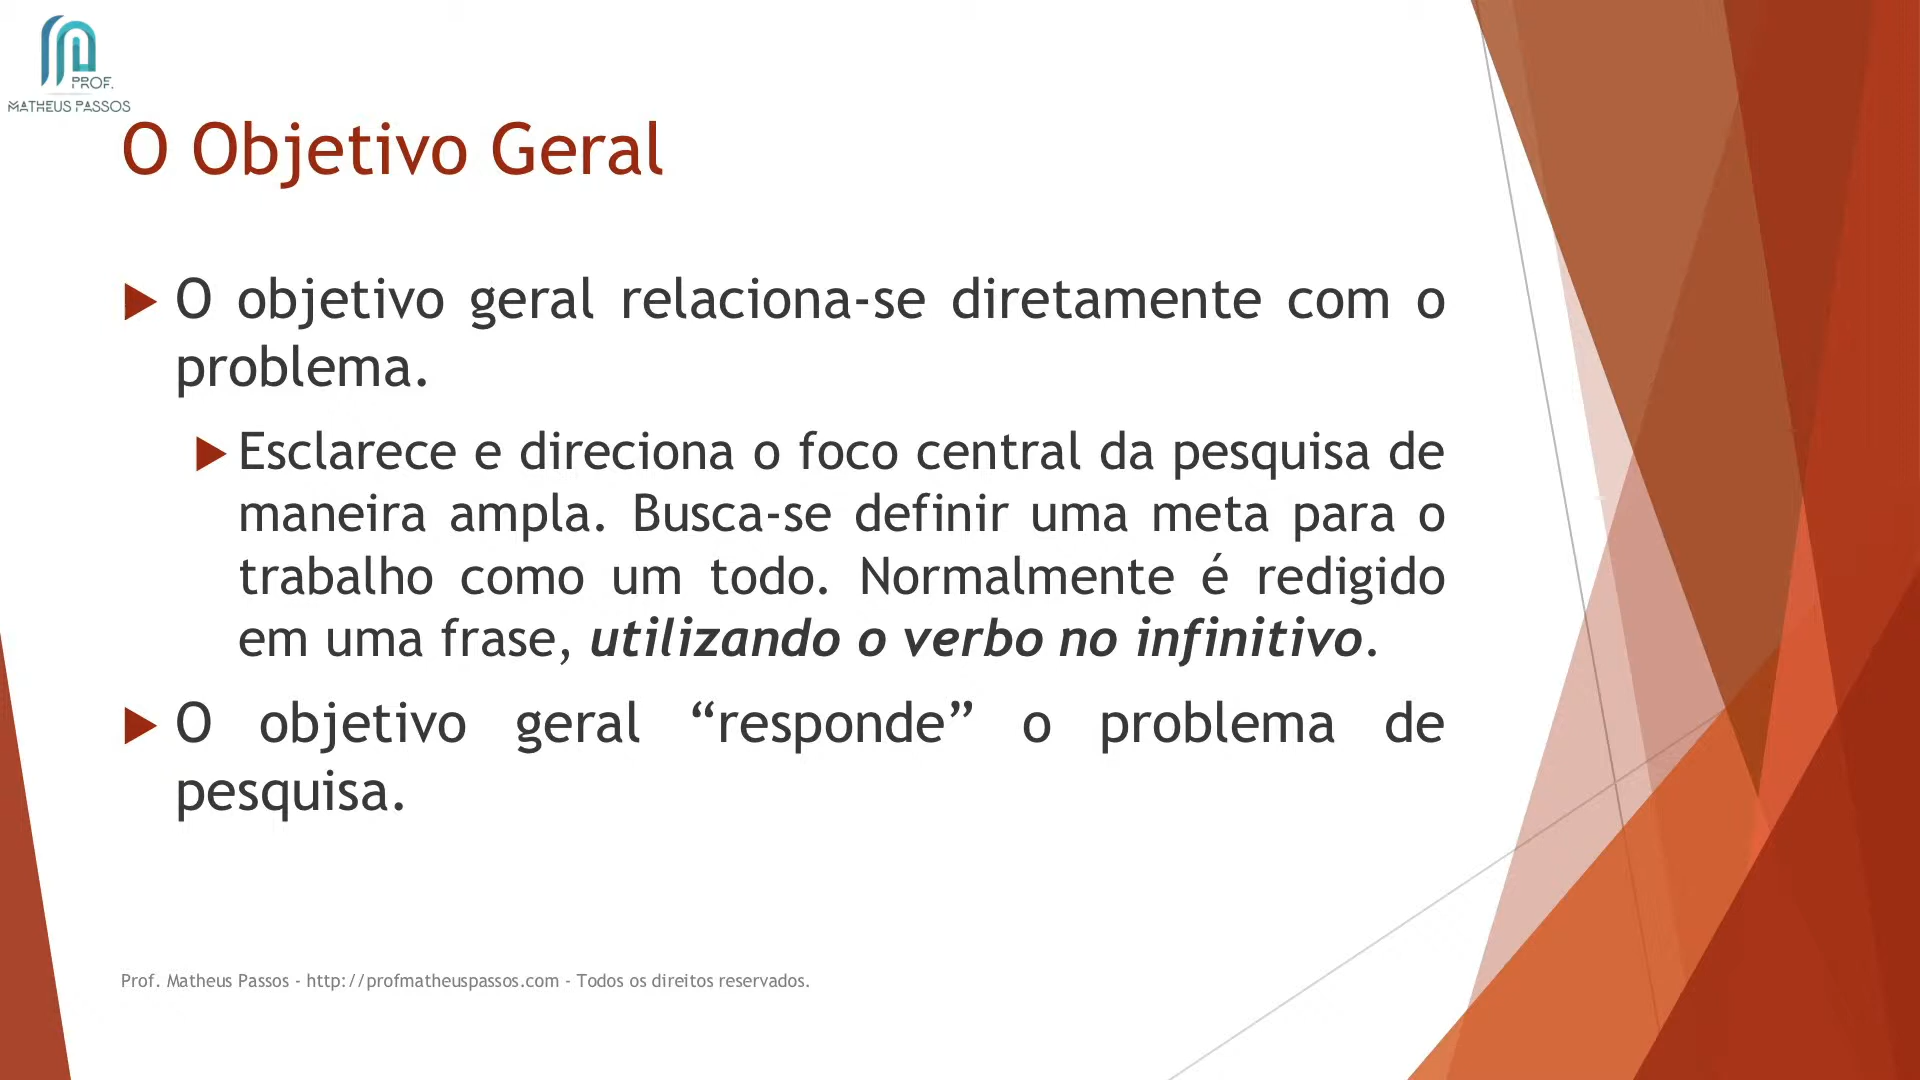 PROF.
MATHEUS PASSOS
O Objetivo Geral
O objetivo geral relaciona-se diretamente com o
problema.
Esclarece e direciona o foco central da pesquisa de
maneira ampla. Busca-se definir uma meta para o
trabalho como um todo. Normalmente é redigido
em uma frase, utilizando o verbo no infinitivo.
O objetivo geral “responde” o problema de
pesquisa.
Prof. Matheus Passos - http://profmatheuspassos.com - Todos os direitos reservados.